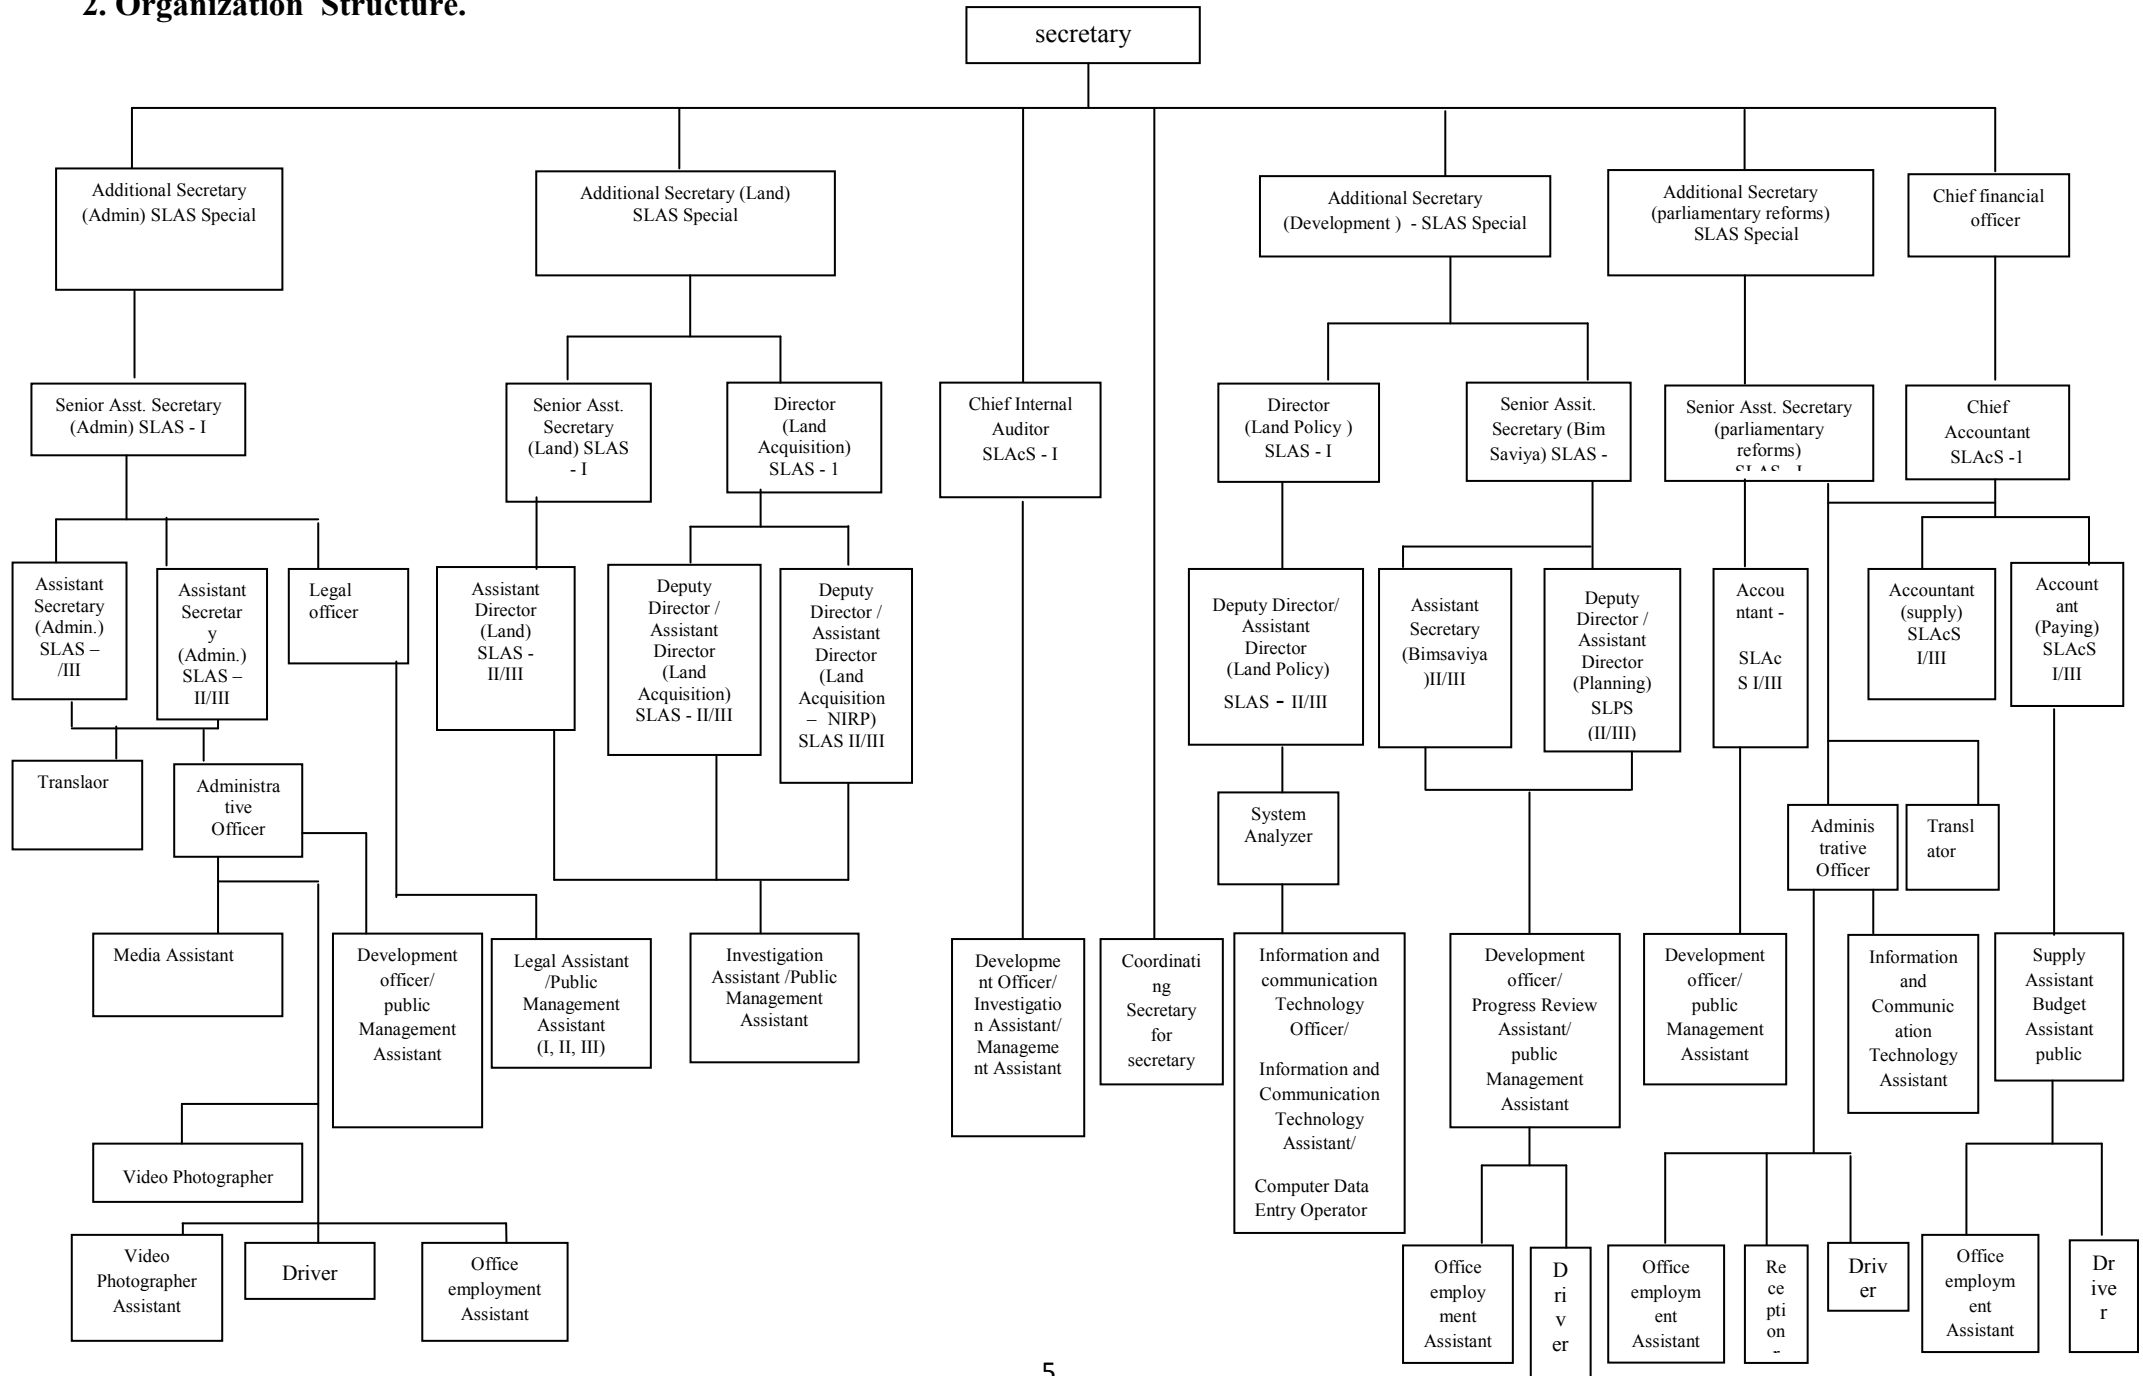 2. Organization Structure.
secretary
Additional Secretary
(Admin) SLAS Special
Additional Secretary (Land)
SLAS Special
Additional Secretary
(Development ) - SLAS Special
Additional Secretary
(parliamentary reforms)
SLAS Special
Chief financial
officer
Senior Asst. Secretary
(Admin) SLAS - I
Senior Asst.
Secretary
(Land) SLAS
- I
Director
(Land
Acquisition)
SLAS - 1
Chief Internal
Auditor
SLAcS - I
Director
(Land Policy )
SLAS - I
Senior Assit.
Secretary (Bim
Saviya) SLAS -
Senior Asst. Secretary
(parliamentary
reforms)
SLAS - I
Chief
Accountant
SLAcS -1
Assistant
Secretary
(Admin.)
SLAS –
/III
Assistant
Secretar
y
(Admin.)
SLAS –
II/III
Legal
officer
Assistant
Director
(Land)
SLAS -
II/III
Deputy
Director /
Assistant
Director
(Land
Acquisition)
SLAS - II/III
Deputy
Director /
Assistant
Director
(Land
Acquisition
– NIRP)
SLAS II/III
Deputy Director/
Assistant
Director
(Land Policy)
SLAS - II/III
Assistant
Secretary
(Bimsaviya
)II/III
Deputy
Director /
Assistant
Director
(Planning)
SLPS
(II/III)
Accou
ntant -
SLAc
S I/III
Accountant
(supply)
SLAcS
I/III
Account
ant
(Paying)
SLAcS
I/III
Translaor
Administra
tive
Officer
System
Analyzer
Adminis
trative
Officer
Transl
ator
Media Assistant
Development
officer/
public
Management
Assistant
Legal Assistant
/Public
Management
Assistant
(I, II, III)
Investigation
Assistant /Public
Management
Assistant
Developme
nt Officer/
Investigatio
n Assistant/
Manageme
nt Assistant
Coordinati
ng
Secretary
for
secretary
Information and
communication
Technology
Officer/
Information and
Communication
Technology
Assistant/
Computer Data
Entry Operator
Development
officer/
Progress Review
Assistant/
public
Management
Assistant
Development
officer/
public
Management
Assistant
Information
and
Communic
ation
Technology
Assistant
Supply
Assistant
Budget
Assistant
public
Video Photographer
Video
Photographer
Assistant
Driver
Office
employment
Assistant
Office
employ
ment
Assistant
D
ri
v
er
Office
employm
ent
Assistant
Re
ce
pti
on
Driv
er
Office
employm
ent
Assistant
Dr
ive
r
5